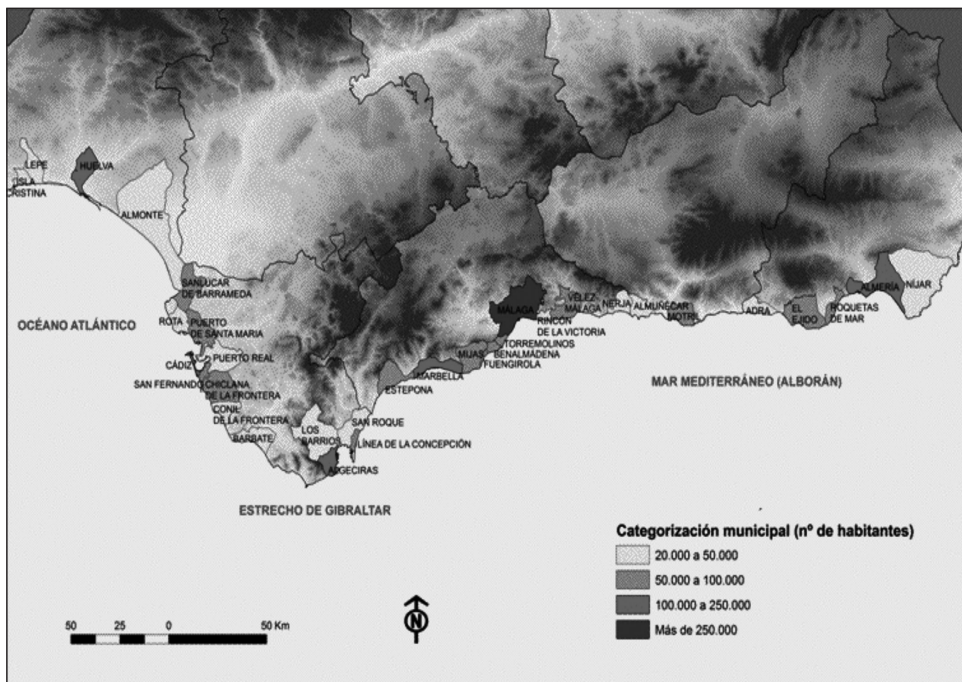 LEPE
ISLA
CRISTINA
HUELVA
ALMONTE
SANLUCAR
DE BARRAMEDA
OCÉANO ATLÁNTICO
ROTA
PUERTO
DE SANTA MARIA
CÁDIZ
PUERTO REAL
SAN FERNANDO
CHICLANA
DE LA FRONTERA
CONIL
DE LA FRONTERA
BARBATE
LOS
BARRIOS
SAN ROQUE
LÍNEA DE LA CONCEPCIÓN
ALGECIRAS
ESTRECHO DE GIBRALTAR
ESTEPONA
MARBELLA
MIJAS
FUENGIROLA
BENALMÁDENA
TORREMOLINOS
MÁLAGA
RINCÓN
DE LA VICTORIA
VÉLEZ-
MÁLAGA
NERJA
ALMUÑÉCAR
MOTRIL
ADRA
EL
EJIDO
ROQUETAS
DE MAR
ALMERÍA
NÍJAR
MAR MEDITERRÁNEO (ALBORÁN)
Categorización municipal (nº de habitantes)
20.000 a 50.000
50.000 a 100.000
100.000 a 250.000
Más de 250.000
50 25 0 50 Km
N